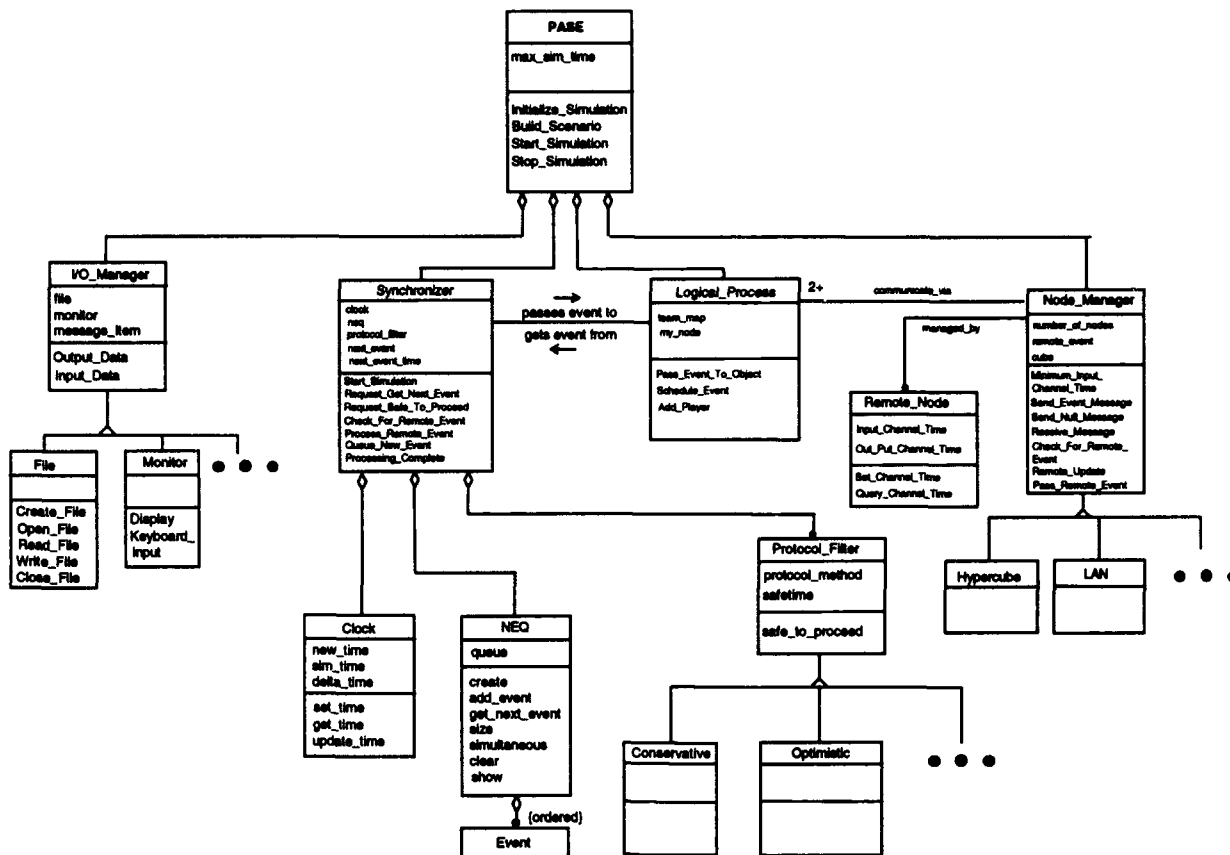 PASE
max_sim_time
Initialize_Simulation
Build_Scenario
Start_Simulation
Stop_Simulation
I/O_Manager
file
monitor
message_item
Output_Data
Input_Data
File
Create_File
Open_File
Read_File
Write_File
Close_File
Monitor
Display
Keyboard_
Input
Synchronizer
clock
neq
protocol_filter
next_event
next_event_time
Start_Simulation
Request_Get_Next_Event
Request_Safe_To_Proceed
Check_For_Remote_Event
Process_Remote_Event
Queue_New_Event
Processing_Complete
passes event to
gets event from
Logical_Process
team_map
my_node
Pass_Event_To_Object
Schedule_Event
Add_Player
2+
communicate_via
managed_by
Node_Manager
number_of_nodes
remote_event
cube
Minimum_Input_
Channel_Time
Send_Event_Message
Send_Null_Message
Receive_Message
Check_For_Remote_
Event
Remote_Update
Pass_Remote_Event
Remote_Node
Input_Channel_Time
Out_Put_Channel_Time
Set_Channel_Time
Query_Channel_Time
Hypercube
LAN
Protocol_Filter
protocol_method
safetime
safe_to_proceed
Conservative
Optimistic
Clock
new_time
sim_time
delta_time
set_time
get_time
update_time
NEQ
queue
create
add_event
get_next_event
size
simultaneous
clear
show
{ordered}
Event